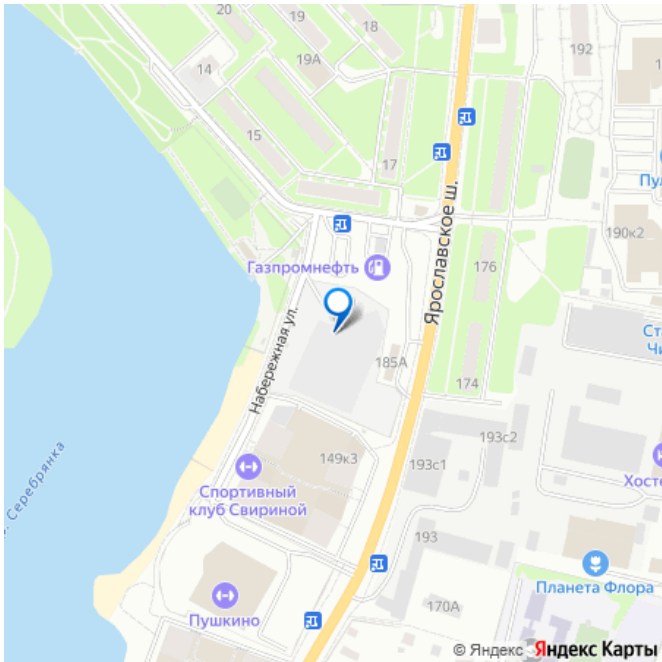 20
19
18
19А
192
14
15
17
Пу
190к2
Газпромнефть
176
Ярославское ш.
Набережная ул.
185А
Ст
Чи
174
193с2
149к3
193с1
Спортивный
клуб Свириной
Хосте
р. Серебрянка
193
Планета Флора
Пушкино
170А
© Яндекс Яндекс Карты